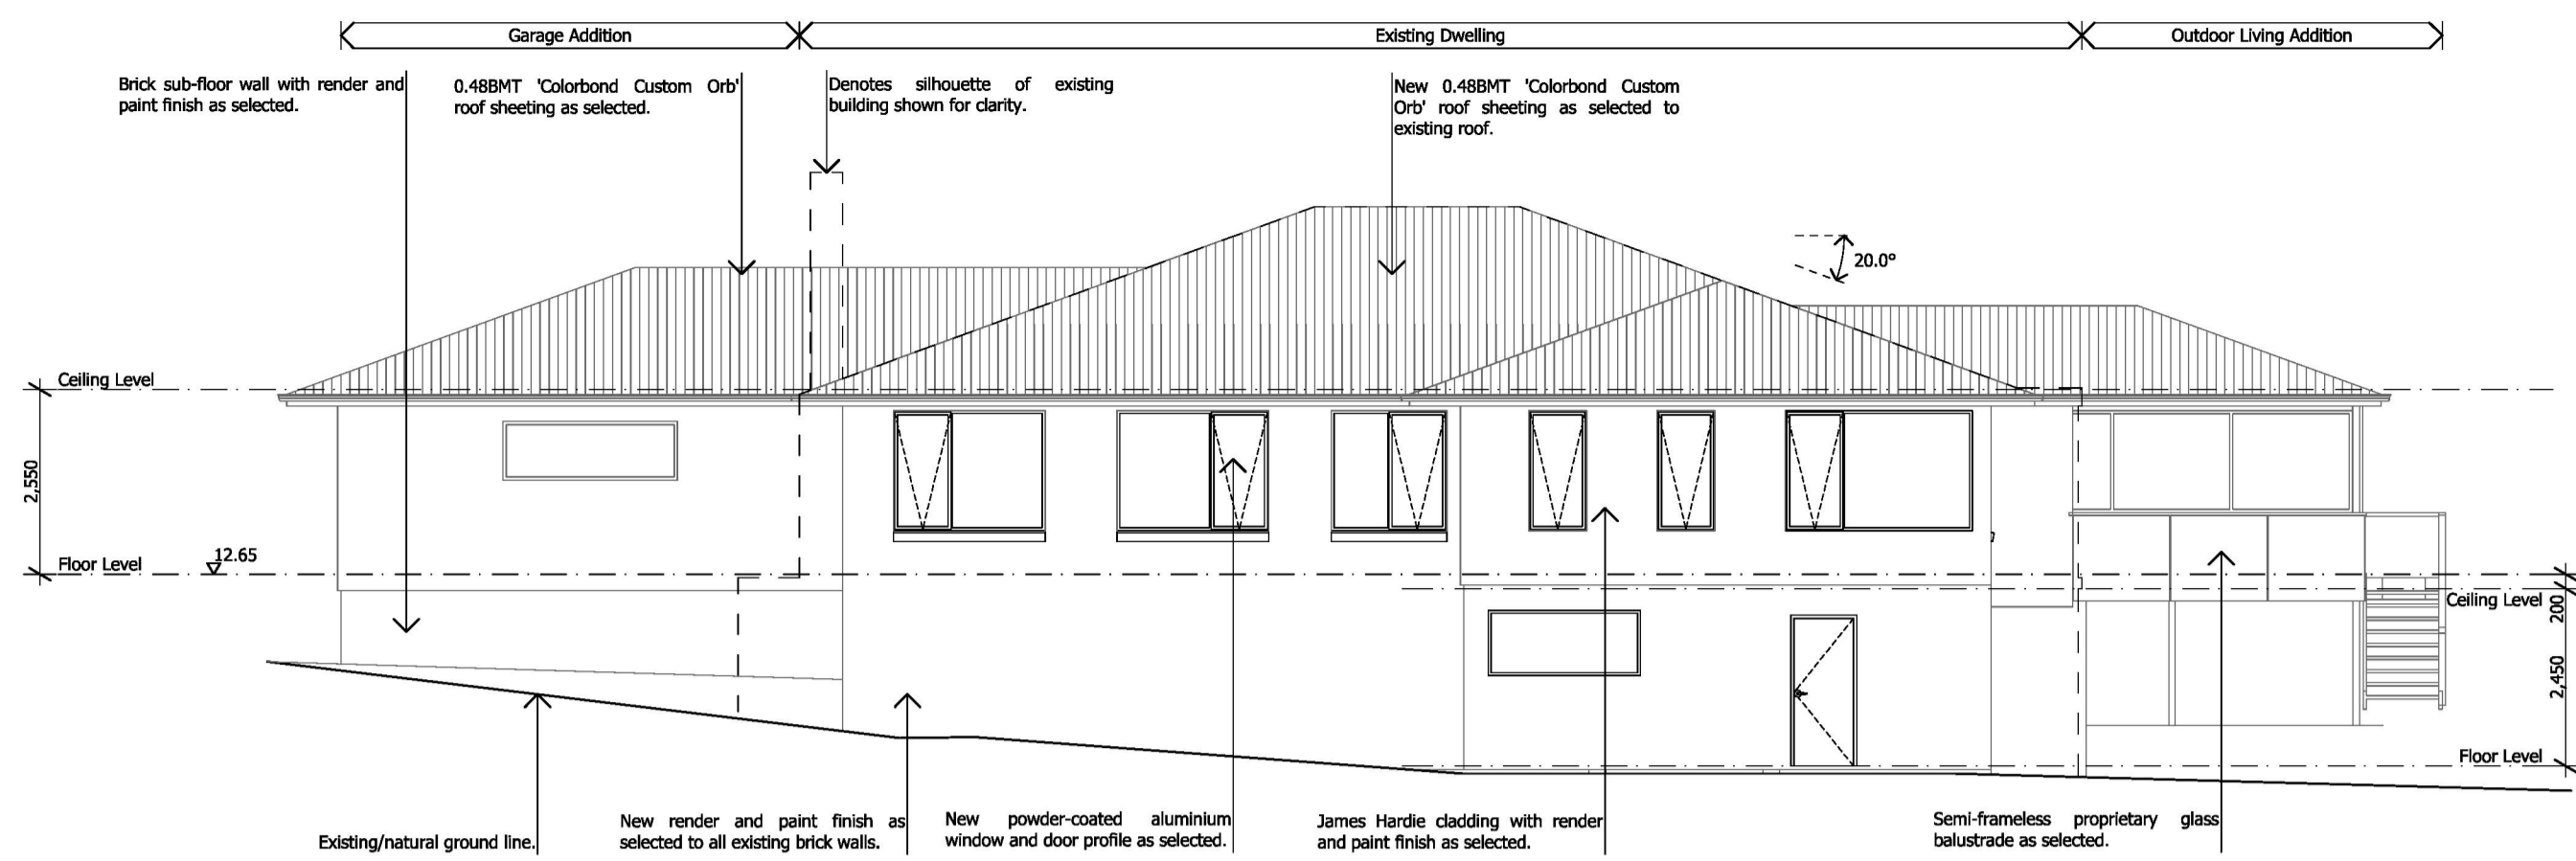 Garage Addition
Existing Dwelling
Outdoor Living Addition
Brick sub-floor wall with render and
paint finish as selected.
0.48BMT 'Colorbond Custom Orb'
roof sheeting as selected.
Denotes silhouette of existing
building shown for clarity.
New 0.48BMT 'Colorbond Custom
Orb' roof sheeting as selected to
existing roof.
20.0°
Ceiling Level
2,550
Floor Level
12.65
Ceiling Level
200
2,450
Floor Level
Existing/natural ground line.
New render and paint finish as
selected to all existing brick walls.
New powder-coated aluminium
window and door profile as selected.
James Hardie cladding with render
and paint finish as selected.
Semi-frameless proprietary glass
balustrade as selected.